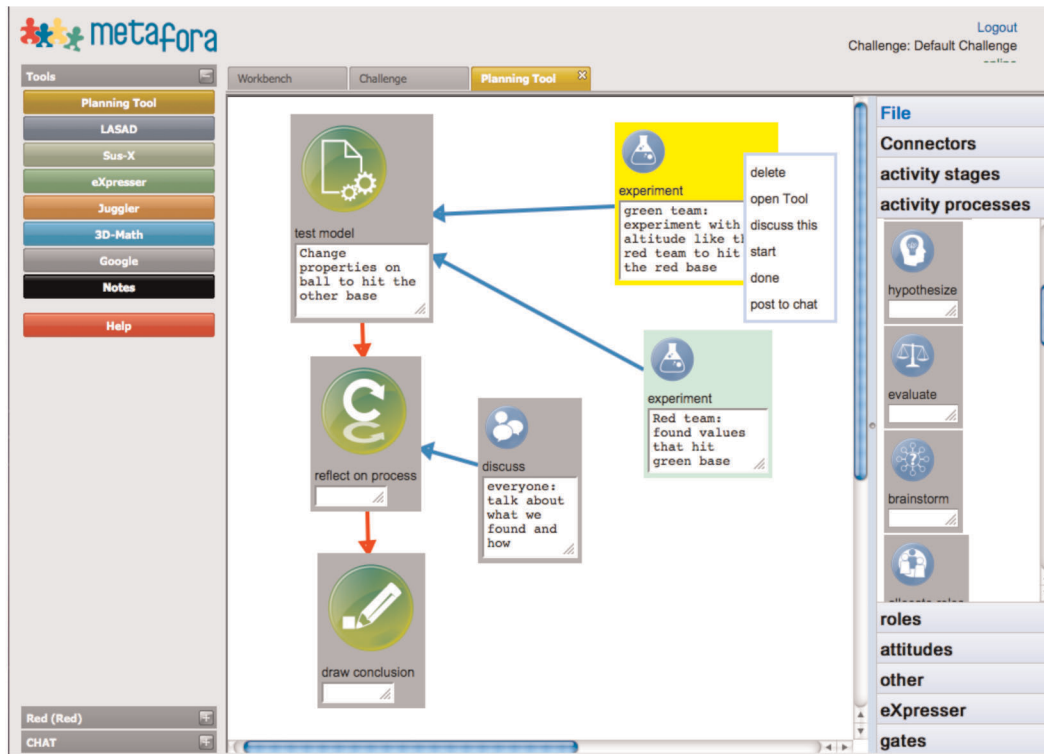 metafora
Logout
Challenge: Default Challenge
Tools
Planning Tool
LASAD
Sus-X
eXpresser
Juggler
3D-Math
Google
Notes
Help
Red (Red)
CHAT
Workbench
Challenge
Planning Tool
test model
Change
properties on
ball to hit the
other base
experiment
green team:
experiment with
altitude like
red team to hit
the red base
delete
open Tool
discuss this
start
done
post to chat
experiment
Red team:
found values
that hit
green base
reflect on process
discuss
everyone:
talk about
what we
found and
how
draw conclusion
File
Connectors
activity stages
activity processes
hypothesize
evaluate
brainstorm
roles
attitudes
other
eXpresser
gates